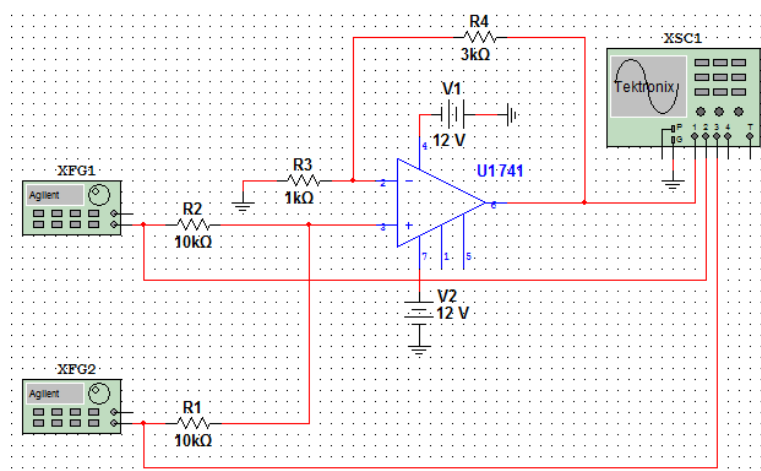 R4
3kΩ
XSC1
Tektronix
P
G
1 2 3 4 T
V1
12 V
4
U1 741
R3
1kΩ
2
XFG1
Agilent
R2
10kΩ
3
6
7 1 5
V2
12 V
XFG2
Agilent
R1
10kΩ